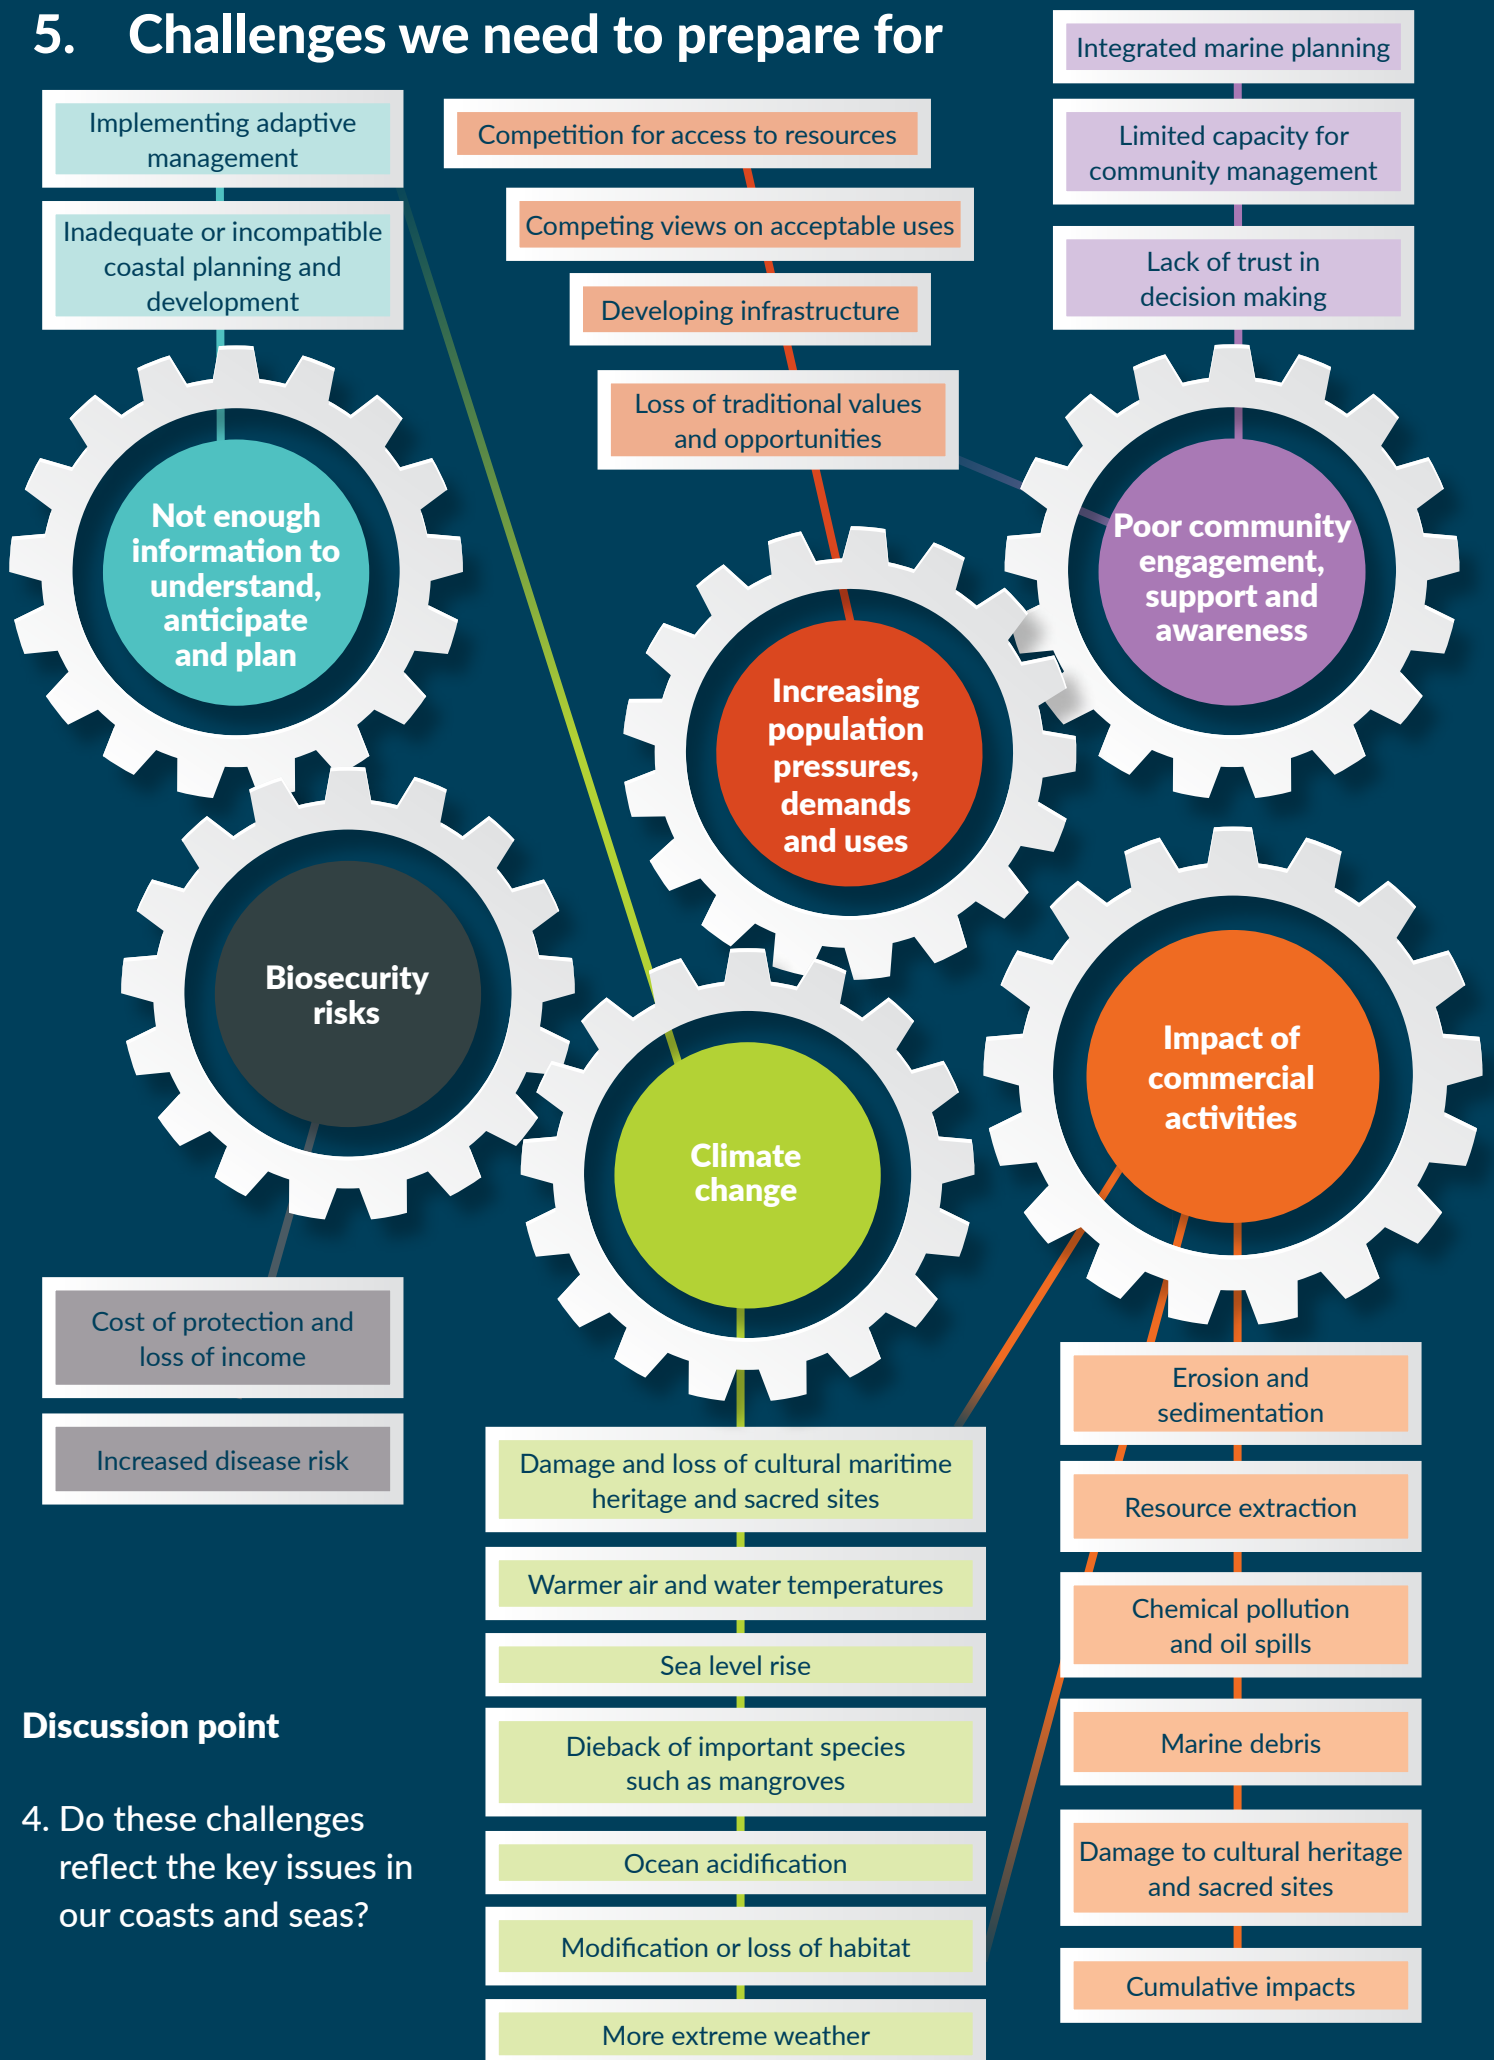 5. Challenges we need to prepare for
Implementing adaptive
management
Inadequate or incompatible
coastal planning and
development
Competition for access to resources
Competing views on acceptable uses
Developing infrastructure
Loss of traditional values
and opportunities
Integrated marine planning
Limited capacity for
community management
Lack of trust in
decision making
Not enough
information to
understand,
anticipate
and plan
Increasing
population
pressures,
demands
and uses
Poor community
engagement,
support and
awareness
Biosecurity
risks
Climate
change
Impact of
commercial
activities
Cost of protection and
loss of income
Increased disease risk
Damage and loss of cultural maritime
heritage and sacred sites
Warmer air and water temperatures
Sea level rise
Dieback of important species
such as mangroves
Ocean acidification
Modification or loss of habitat
More extreme weather
Erosion and
sedimentation
Resource extraction
Chemical pollution
and oil spills
Marine debris
Damage to cultural heritage
and sacred sites
Cumulative impacts
Discussion point
4. Do these challenges
reflect the key issues in
our coasts and seas?